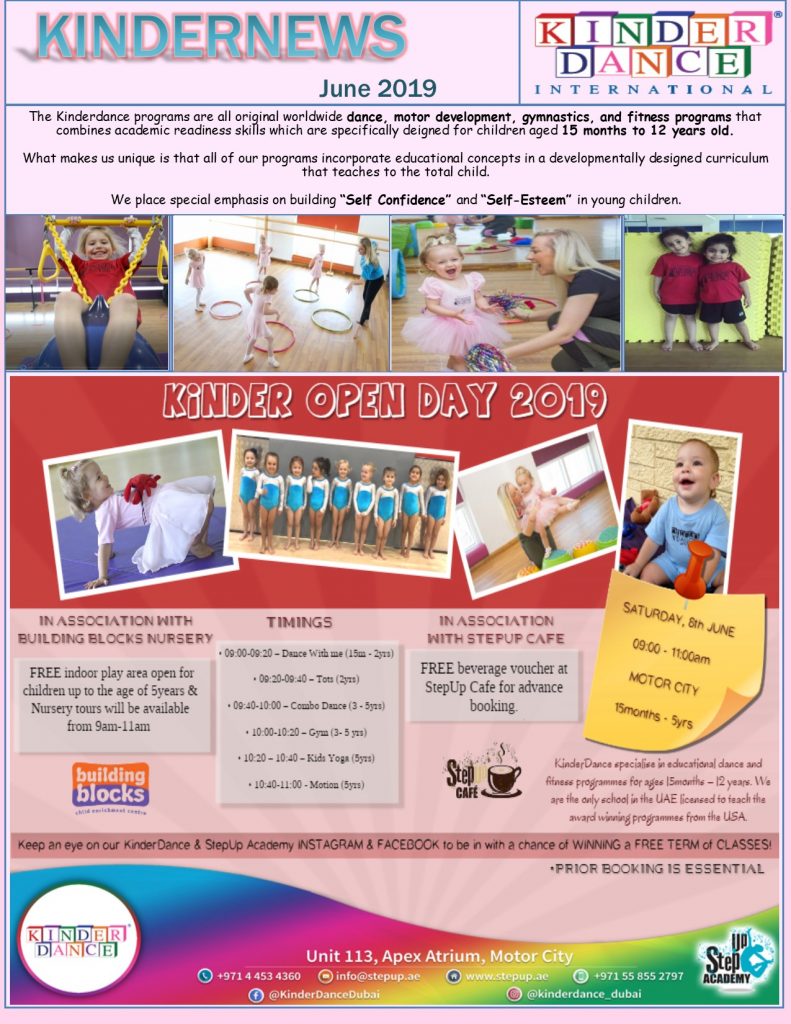 KINDERNEWS
June 2019
KINDER®
DANCE
INTERNATIONAL
The Kinderdance programs are all original worldwide dance, motor development, gymnastics, and fitness programs that
combines academic readiness skills which are specifically deigned for children aged 15 months to 12 years old.
What makes us unique is that all of our programs incorporate educational concepts in a developmentally designed curriculum
that teaches to the total child.
We place special emphasis on building “Self Confidence” and “Self-Esteem” in young children.
KINDER OPEN DAY 2019
IN ASSOCIATION WITH
BUILDING BLOCKS NURSERY
FREE indoor play area open for
children up to the age of 5years &
Nursery tours will be available
from 9am-11am
building
blocks
child enrichment centre
TIMINGS
• 09:00-09:20 – Dance With me (15m - 2yrs)
• 09:20-09:40 – Tots (2yrs)
• 09:40-10:00 – Combo Dance (3 - 5yrs)
• 10:00-10:20 – Gym (3- 5 yrs)
• 10:20 – 10:40 – Kids Yoga (5yrs)
• 10:40-11:00 - Motion (5yrs)
IN ASSOCIATION
WITH STEPUP CAFE
FREE beverage voucher at
StepUp Cafe for advance
booking.
StepUp
CAFÉ
SATURDAY, 8th JUNE
09:00 - 11:00am
MOTOR CITY
15months - 5yrs
KinderDance specialise in educational dance and
fitness programmes for ages 15months – 12 years. We
are the only school in the UAE licensed to teach the
award winning programmes from the USA.
Keep an eye on our KinderDance & StepUp Academy INSTAGRAM & FACEBOOK to be in with a chance of WINNING a FREE TERM of CLASSES!
*PRIOR BOOKING IS ESSENTIAL
KINDER®
DANCE
Unit 113, Apex Atrium, Motor City
+971 4 453 4360 info@stepup.ae www.stepup.ae +971 55 855 2797
@KinderDanceDubai @kinderdance_dubai
Step UP
ACADEMY